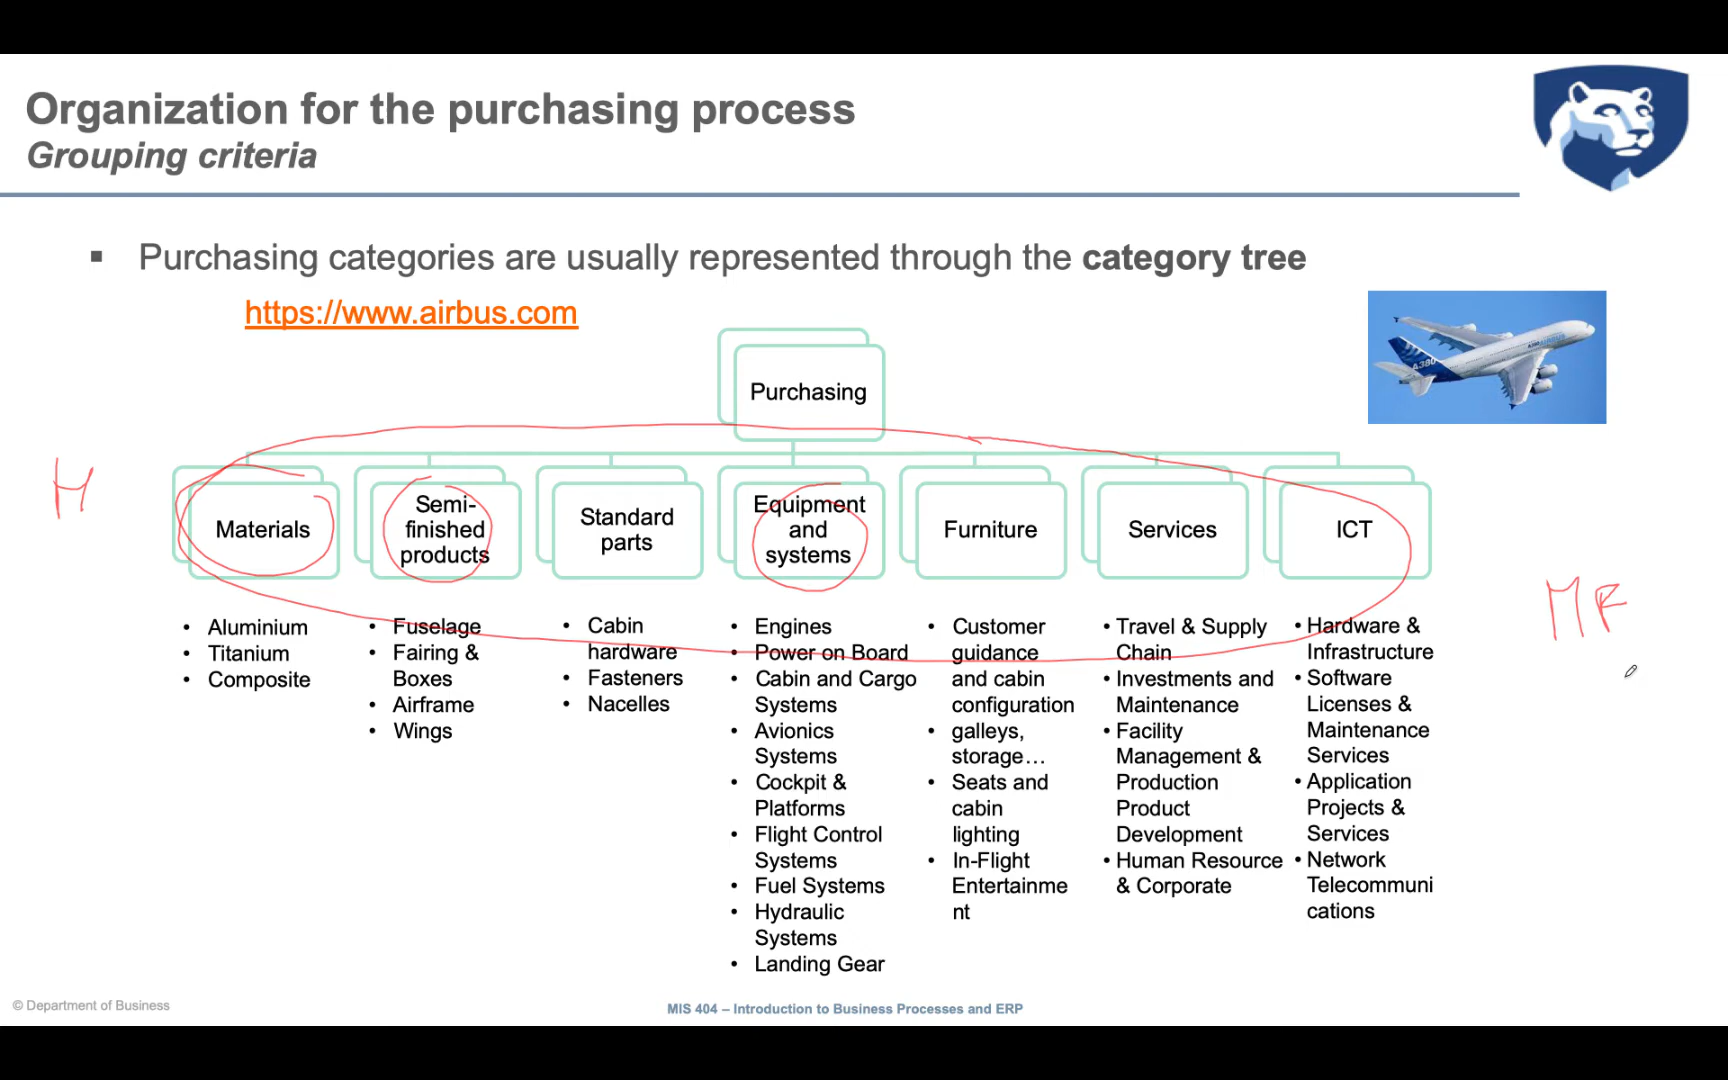 Organization for the purchasing process
Grouping criteria
▪ Purchasing categories are usually represented through the category tree
https://www.airbus.com
Purchasing
Materials
• Aluminium
• Titanium
• Composite
Semi-
finished
products
• Fuselage
• Fairing &
Boxes
• Airframe
• Wings
Standard
parts
• Cabin
hardware
• Fasteners
• Nacelles
Equipment
and
systems
• Engines
• Power on Board
• Cabin and Cargo
Systems
• Avionics
Systems
• Cockpit &
Platforms
• Flight Control
Systems
• Fuel Systems
• Hydraulic
Systems
• Landing Gear
Furniture
• Customer
guidance
and cabin
configuration
• galleys,
storage…
• Seats and
cabin
lighting
• In-Flight
Entertainme
nt
Services
• Travel & Supply
Chain
• Investments and
Maintenance
• Facility
Management &
Production
Product
Development
• Human Resource
& Corporate
ICT
• Hardware &
Infrastructure
• Software
Licenses &
Maintenance
Services
• Application
Projects &
Services
• Network
Telecommuni
cations
A380
H
© Department of Business
MIS 404 – Introduction to Business Processes and ERP